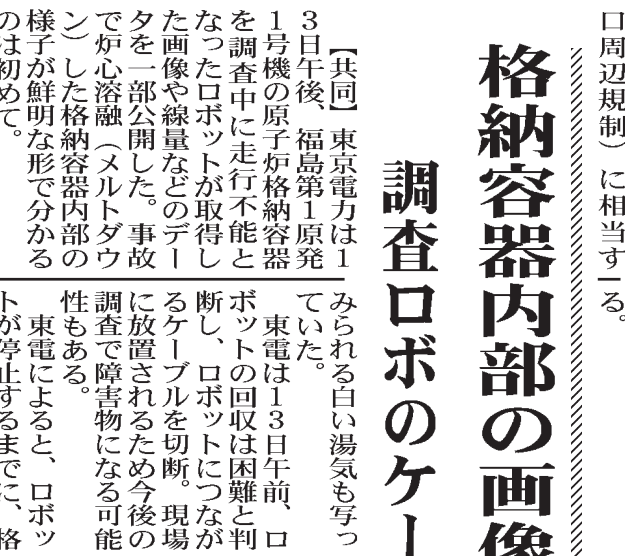 口周辺規制）に相当す
る。
格納容器内部の画像
調査ロボのケー
【共同】東京電力は１
３日午後、福島第１原発
１号機の原子炉格納容器
を調査中に走行不能と
なったロボットが取得し
た画像や線量などのデー
タを一部公開した。事故
で炉心溶融（メルトダウ
ン）した格納容器内部の
様子が鮮明な形で分かる
のは初めて。
みられる白い湯気も写っ
ていた。
東電は１３日午前、ロ
ボットの回収は困難と判
断し、ロボットにつなが
るケーブルを切断。現場
に放置されるため今後の
調査で障害物になる可能
性もある。
東電によると、ロボッ
トが停止するまでに、格